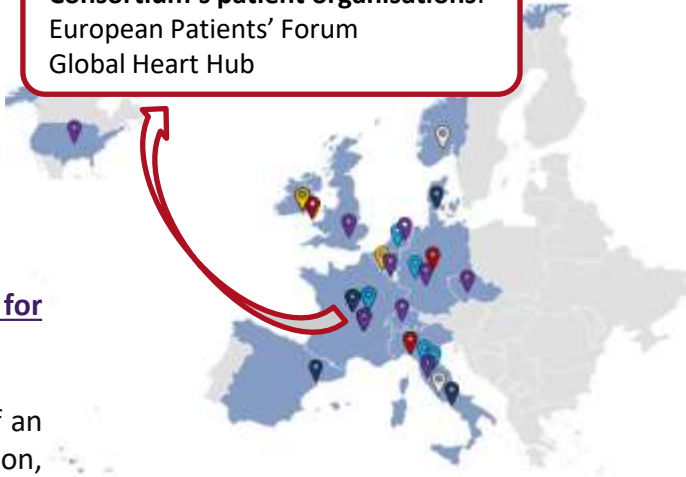 Consortium's patient organisations:
European Patients' Forum
Global Heart Hub
for
f an
on,